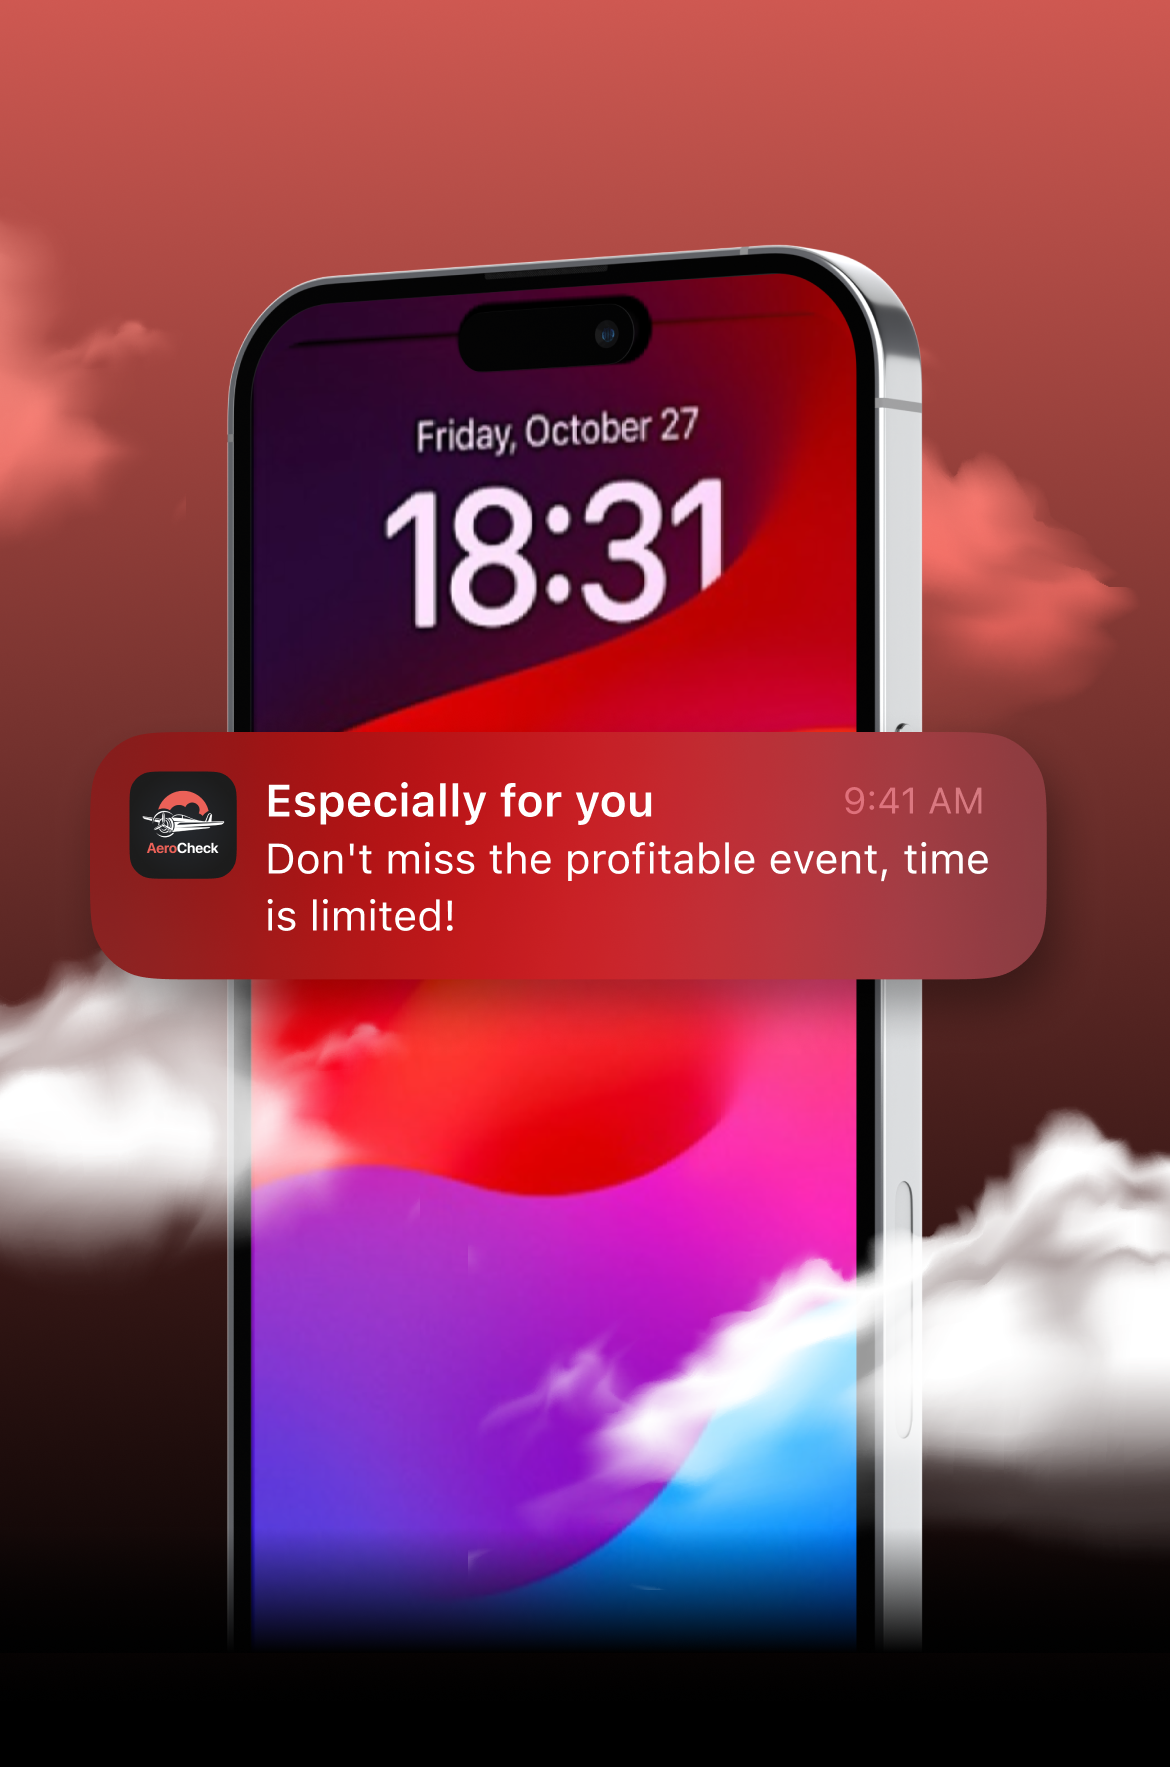 Friday, October 27
18:31
Especially for you
9:41 AM
Don't miss the profitable event, time
is limited!
AeroCheck